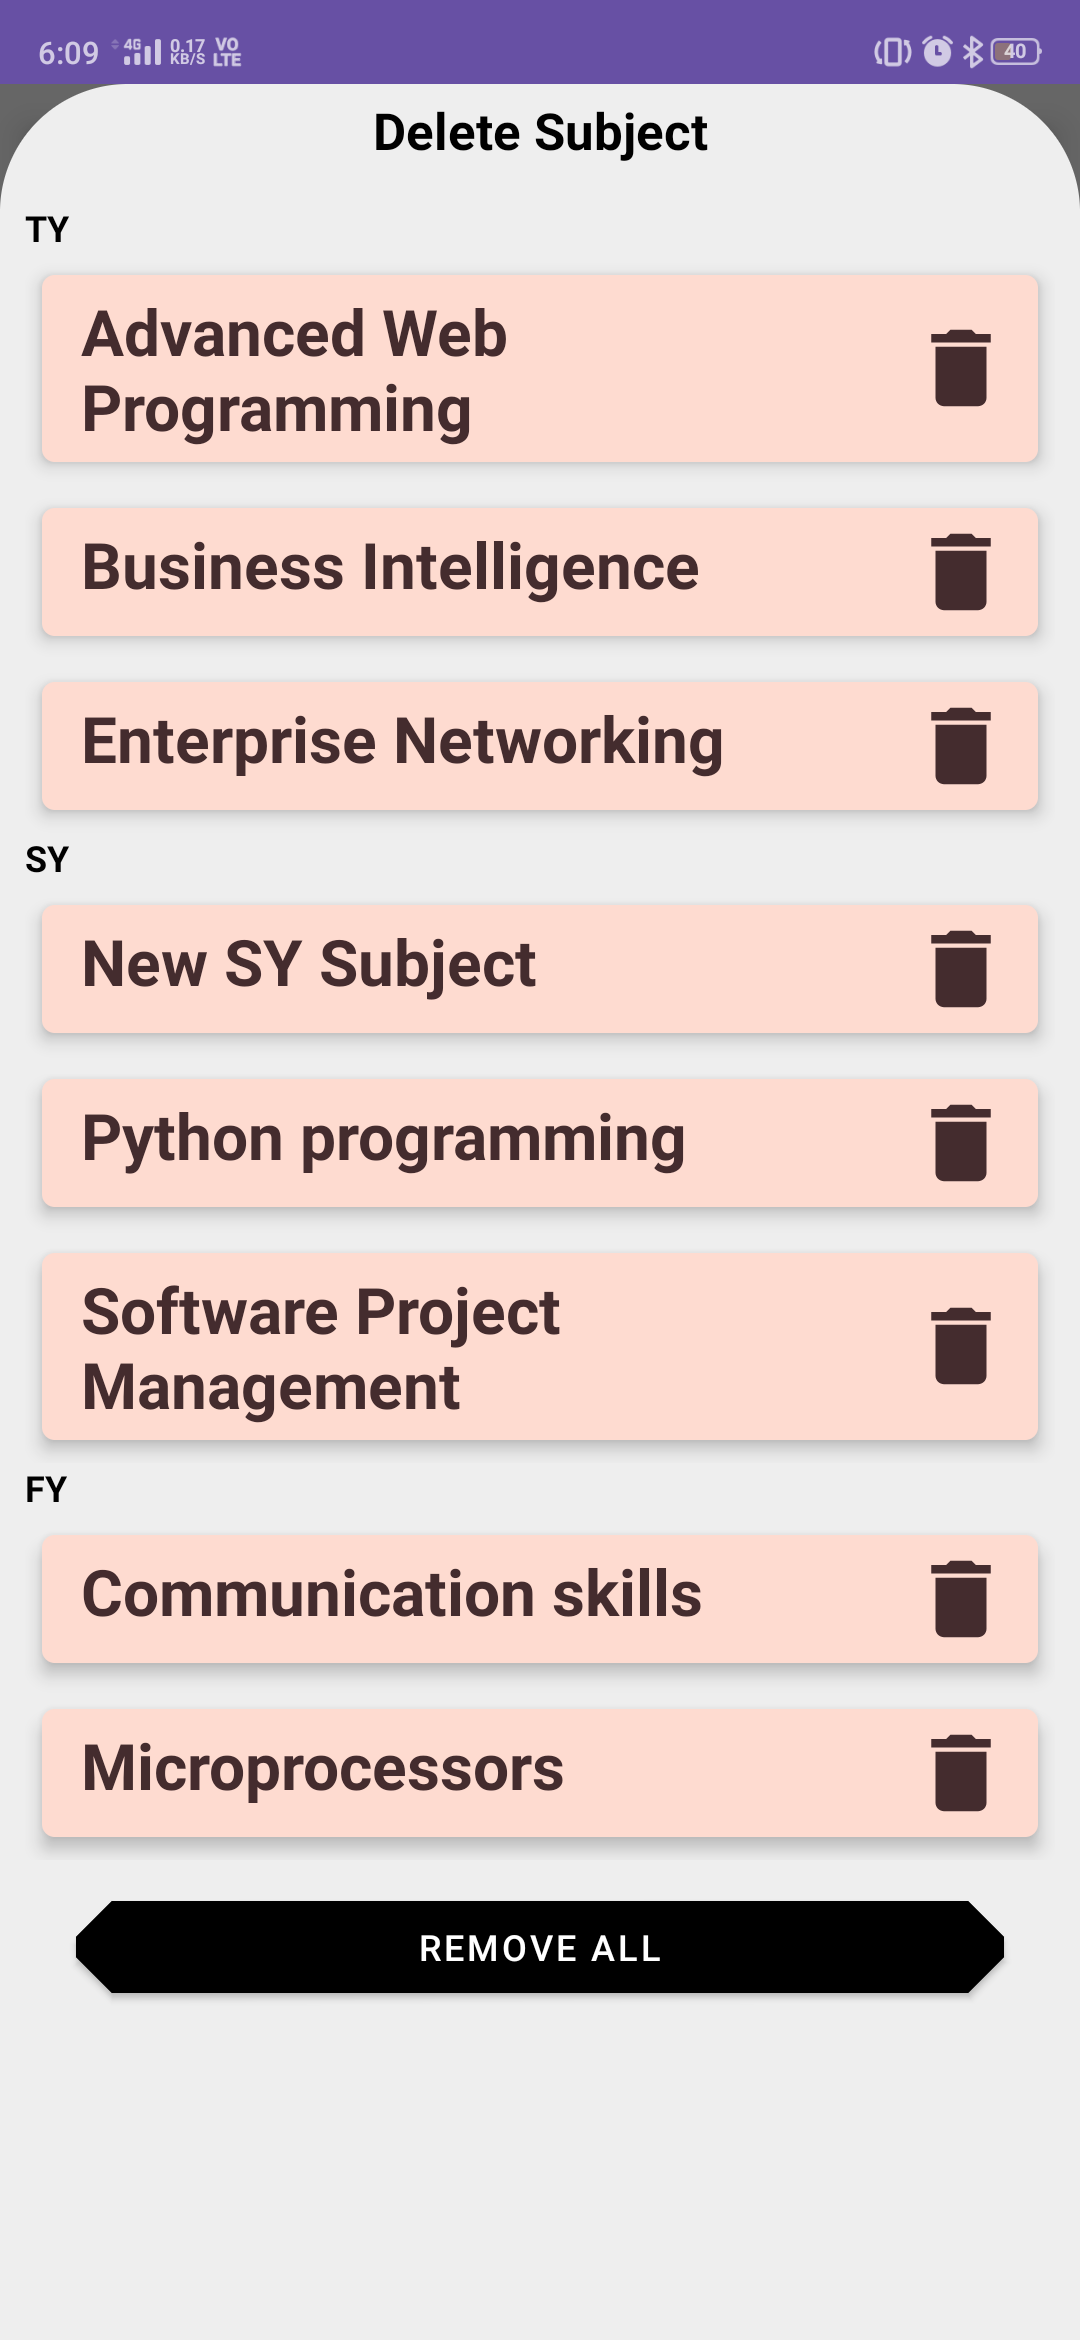 6:09 4G 0.17 KB/S VO LTE 40
Delete Subject
TY
Advanced Web
Programming
Business Intelligence
Enterprise Networking
SY
New SY Subject
Python programming
Software Project
Management
FY
Communication skills
Microprocessors
REMOVE ALL